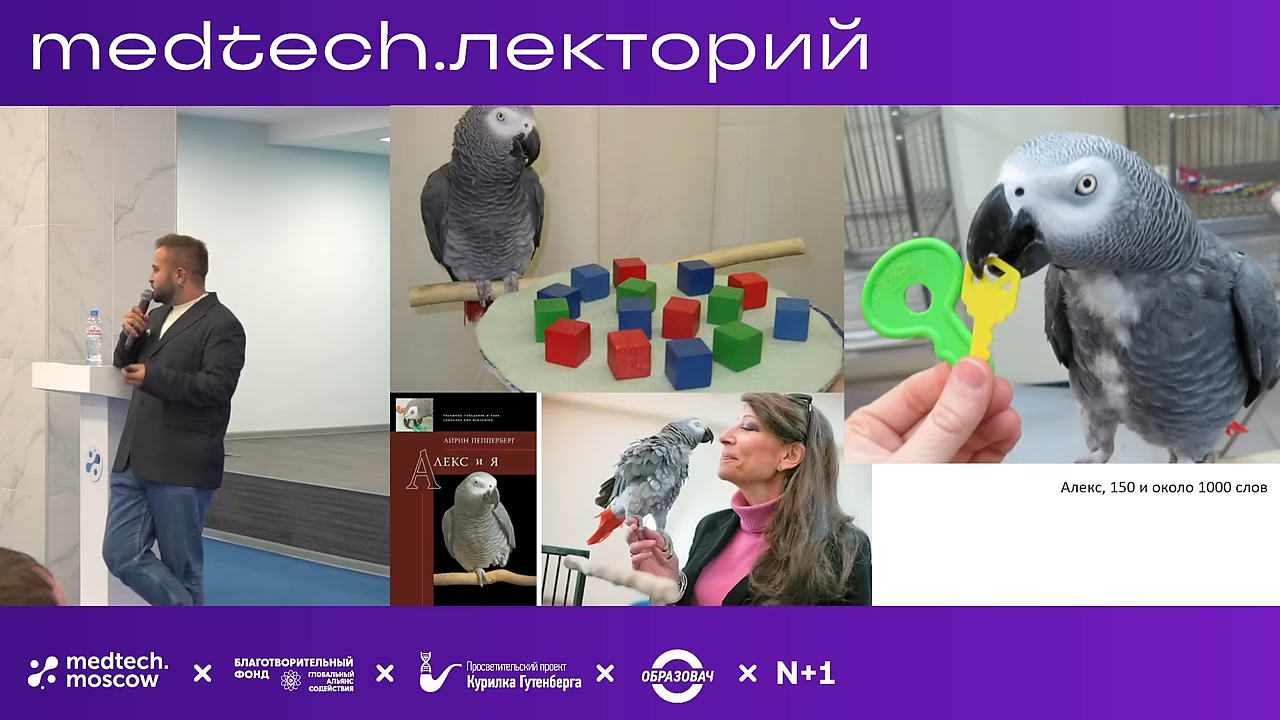 medtech.лекторий
АЙРИН ПЕППЕРБЕРГ
АЛЕКС и Я
Алекс, 150 и около 1000 слов
medtech.
moscow
×
БЛАГОТВОРИТЕЛЬНЫЙ
ФОНД
ГЛОБАЛЬНЫЙ
АЛЬЯНС
СОДЕЙСТВИЯ
×
Просветительский проект
Курилка Гутенберга
×
ОБРАЗОВАЧ
×
N+1